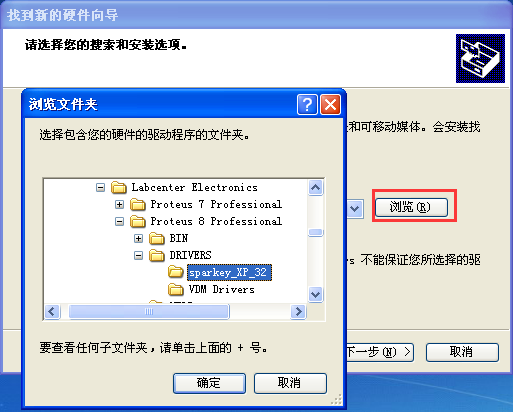 找到新的硬件向导
请选择您的搜索和安装选项。
浏览文件夹
选择包含您的硬件的驱动程序的文件夹。
和可移动媒体。会安装找
Labcenter Electronics
Proteus 7 Professional
Proteus 8 Professional
BIN
DRIVERS
sparkey_XP_32
VDM Drivers
浏览(R)
不能保证您所选择的驱
要查看任何子文件夹，请单击上面的 + 号。
确定
取消
下一步(N) >
取消